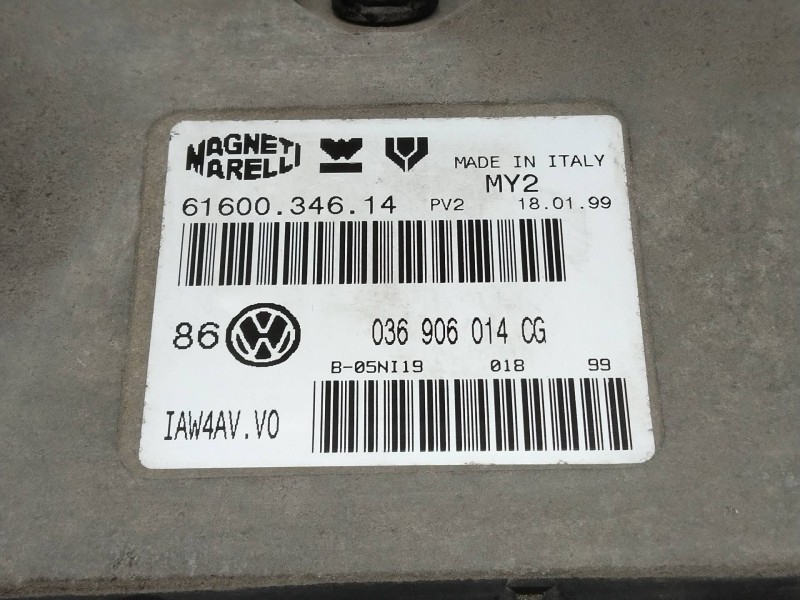 MAGNETI
MARELLI
MADE IN ITALY
MY2
61600.346.14 PV2 18.01.99
86 VW 036 906 014 CG
B-05NI19 018 99
IAW4AV.V0